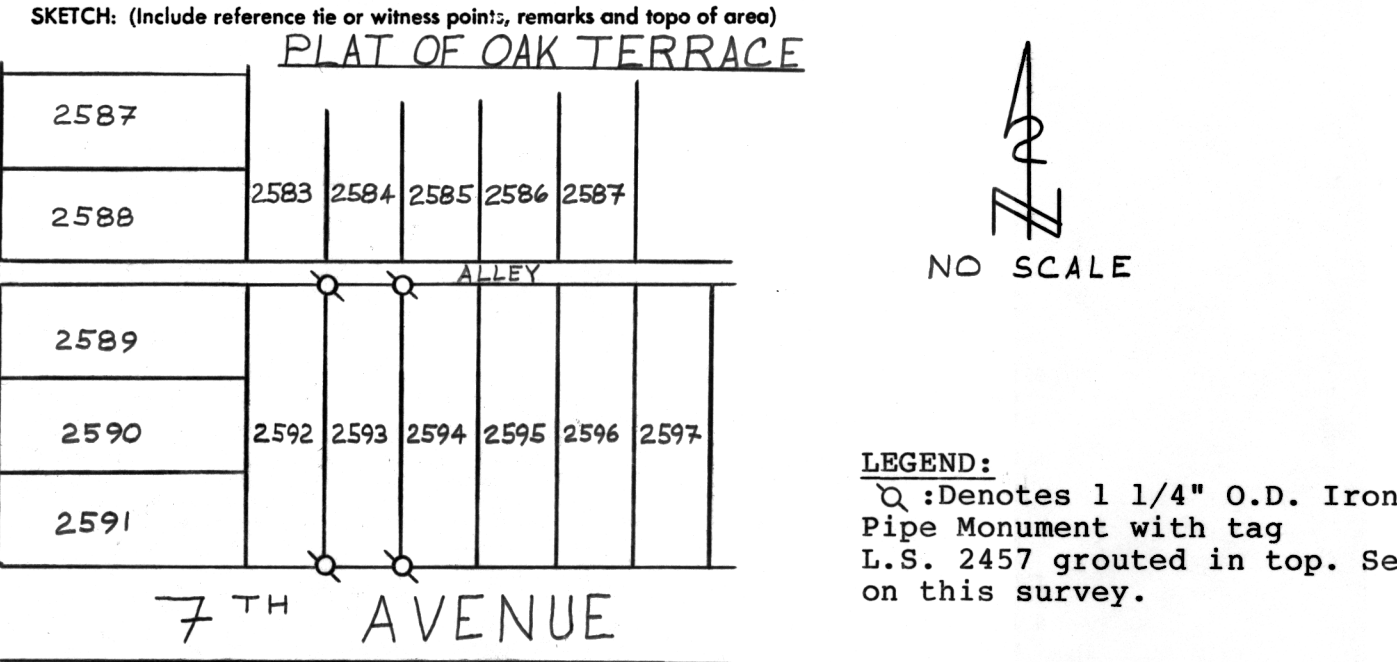 SKETCH: (Include reference tie or witness points, remarks and topo of area)
PLAT OF OAK TERRACE
2587
2588
2583 2584 2585 2586 2587
ALLEY
2589
2590
2591
2592 2593 2594 2595 2596 2597
7TH AVENUE
N
NO SCALE
LEGEND:
:Denotes 1 1/4" O.D. Iron
Pipe Monument with tag
L.S. 2457 grouted in top. Se
on this survey.